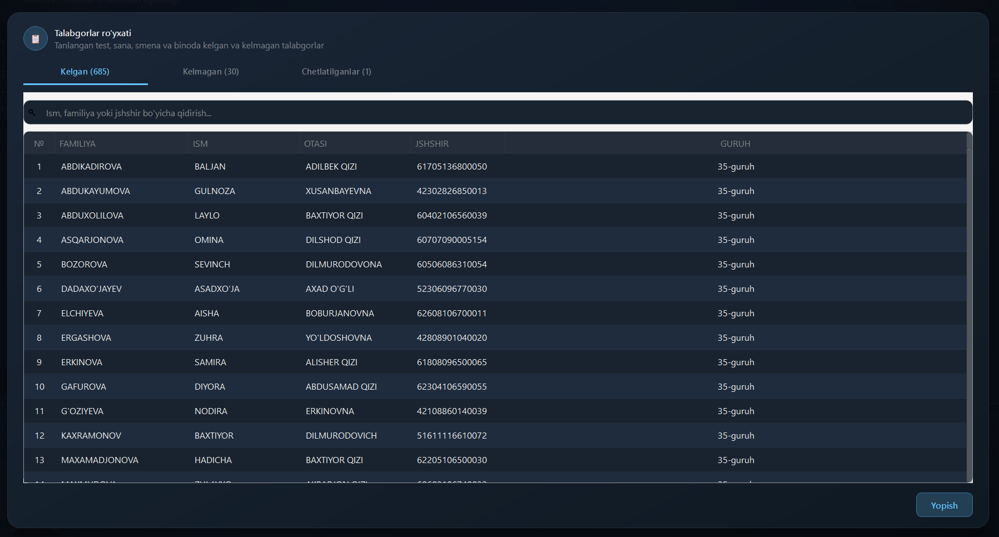 Talabgorlar ro‘yxati
Tanlangan test, sana, smena va binoda kelgan va kelmagan talabgorlar
Kelgan (685) Kelmagan (30) Chetlatilganlar (1)
Ism, familiya yoki jshshir bo'yicha qidirish...
№ FAMILIYA ISM OTASI JSHSHIR GURUH
1 ABDIKADIROVA BALJAN ADILBEK QIZI 61705136800050 35-guruh
2 ABDUKAYUMOVA GULNOZA XUSANBAYEVNA 42302826850013 35-guruh
3 ABDUXOLILOVA LAYLO BAXTIYOR QIZI 60402106560039 35-guruh
4 ASQARJONOVA OMINA DILSHOD QIZI 60707090005154 35-guruh
5 BOZOROVA SEVINCH DILMURODOVONA 60506086310054 35-guruh
6 DADAXO‘JAYEV ASADXO‘JA AXAD O‘G‘LI 52306096770030 35-guruh
7 ELCHIYEVA AISHA BOBURJANOVNA 62608106700011 35-guruh
8 ERGASHOVA ZUHRA YO‘LDOSHOVNA 42808901040020 35-guruh
9 ERKINOVA SAMIRA ALISHER QIZI 61808096500065 35-guruh
10 GAFUROVA DIYORA ABDUSAMAD QIZI 62304106590055 35-guruh
11 G‘OZIYEVA NODIRA ERKINOVNA 42108860140039 35-guruh
12 KAXRAMONOV BAXTIYOR DILMURODOVICH 51611116610072 35-guruh
13 MAXAMADJONOVA HADICHA BAXTIYOR QIZI 62205106500030 35-guruh
Yopish